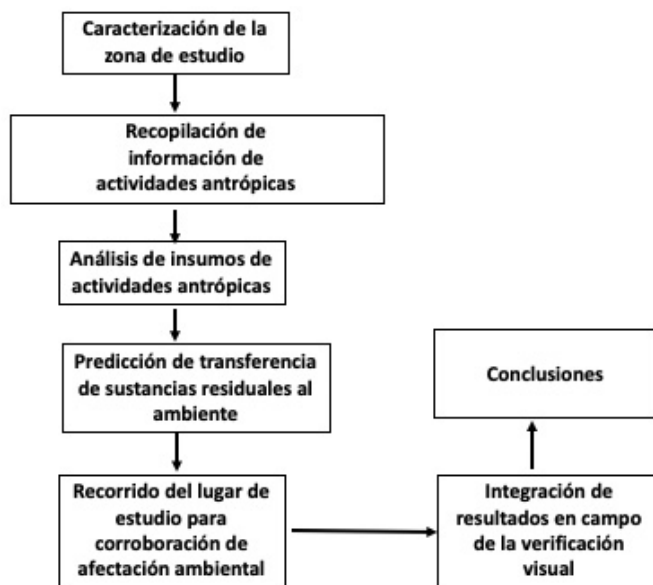 Caracterización de la
zona de estudio
Recopilación de
información de
actividades antrópicas
Análisis de insumos de
actividades antrópicas
Predicción de transferencia
de sustancias residuales al
ambiente
Recorrido del lugar de
estudio para
corroboración de
afectación ambiental
Integración de
resultados en campo
de la verificación
visual
Conclusiones